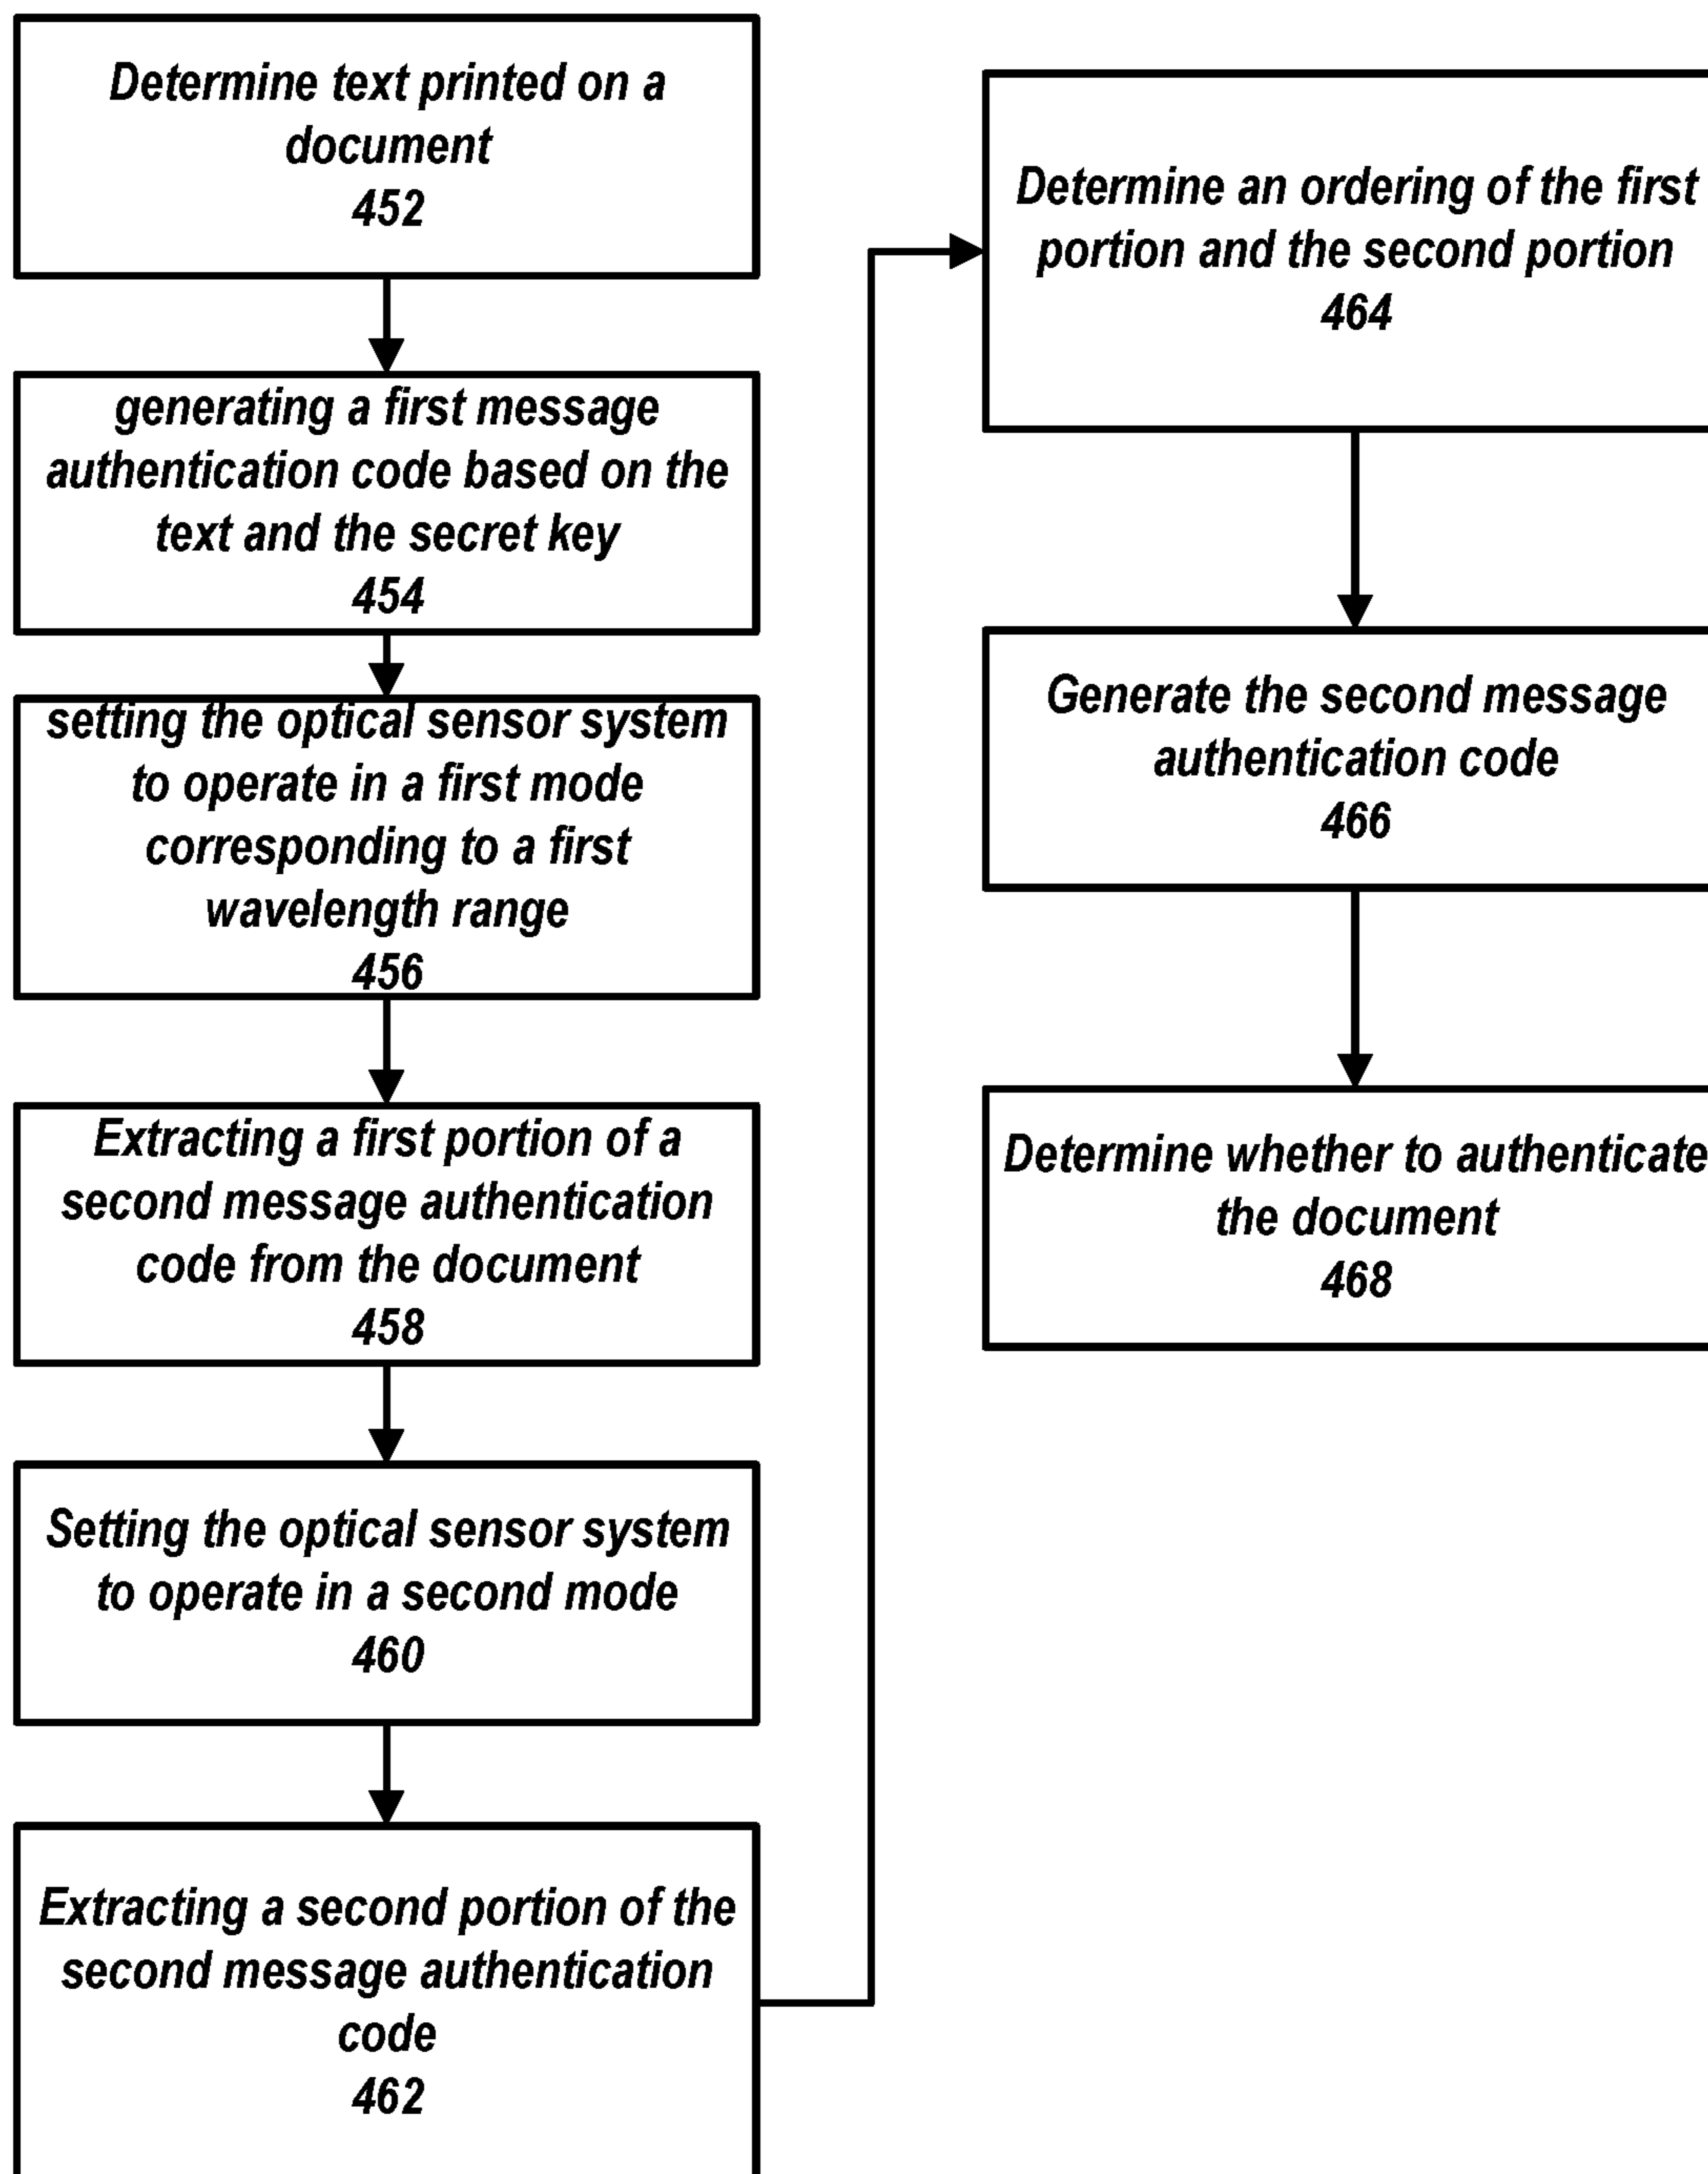 Determine text printed on a
document
452
generating a first message
authentication code based on the
text and the secret key
454
setting the optical sensor system
to operate in a first mode
corresponding to a first
wavelength range
456
Extracting a first portion of a
second message authentication
code from the document
458
Setting the optical sensor system
to operate in a second mode
460
Extracting a second portion of the
second message authentication
code
462
Determine an ordering of the first
portion and the second portion
464
Generate the second message
authentication code
466
Determine whether to authenticate
the document
468